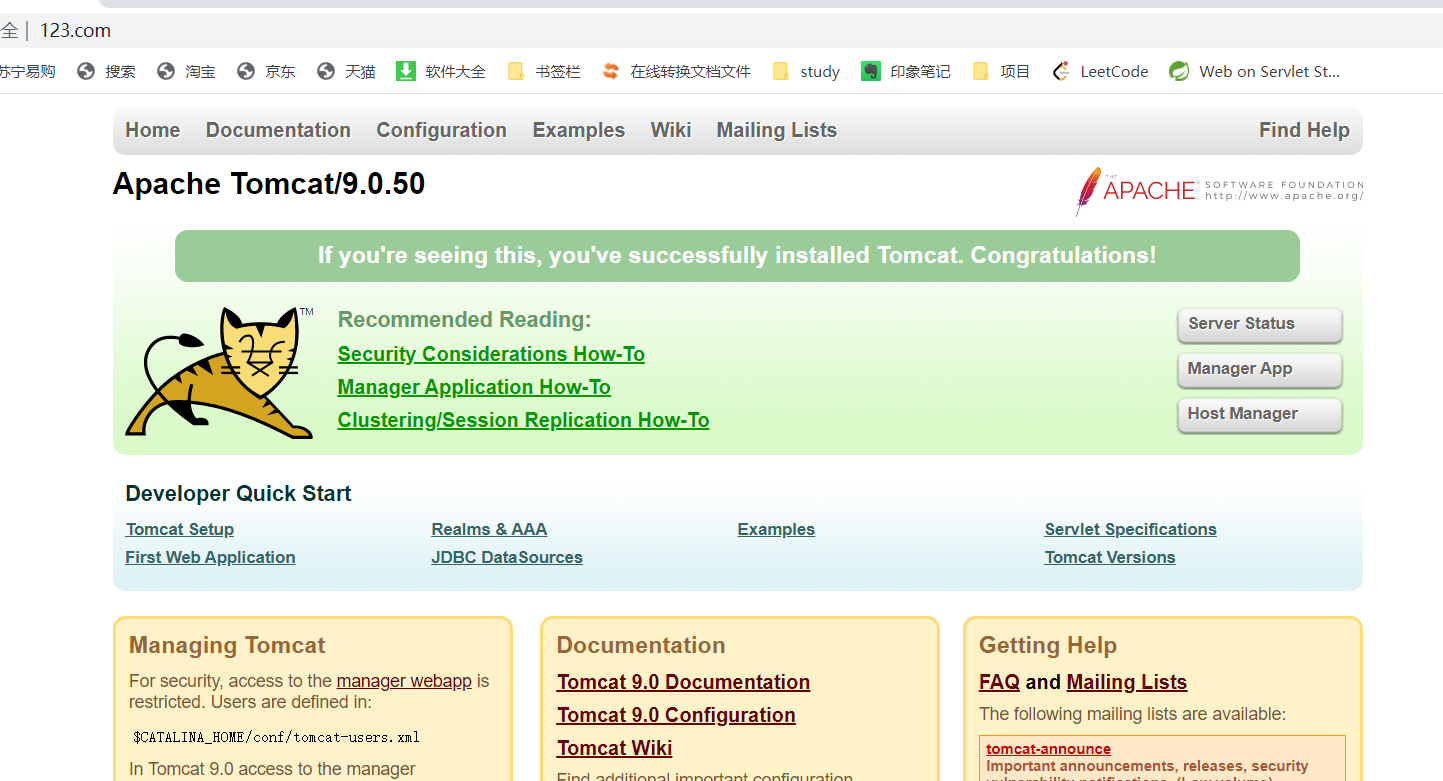 全 | 123.com
苏宁易购 搜索 淘宝 京东 天猫 软件大全 书签栏 在线转换文档文件 study 印象笔记 项目 LeetCode Web on Servlet St...
Home Documentation Configuration Examples Wiki Mailing Lists Find Help
Apache Tomcat/9.0.50
THE APACHE® SOFTWARE FOUNDATION
http://www.apache.org/
If you're seeing this, you've successfully installed Tomcat. Congratulations!
TM
Recommended Reading:
Security Considerations How-To
Manager Application How-To
Clustering/Session Replication How-To
Server Status
Manager App
Host Manager
Developer Quick Start
Tomcat Setup Realms & AAA Examples Servlet Specifications
First Web Application JDBC DataSources Tomcat Versions
Managing Tomcat
For security, access to the manager webapp is
restricted. Users are defined in:
$CATALINA_HOME/conf/tomcat-users.xml
In Tomcat 9.0 access to the manager
Documentation
Tomcat 9.0 Documentation
Tomcat 9.0 Configuration
Tomcat Wiki
Find additional important configuration
Getting Help
FAQ and Mailing Lists
The following mailing lists are available:
tomcat-announce
Important announcements, releases, security
vulnerability notifications. (Low volume).